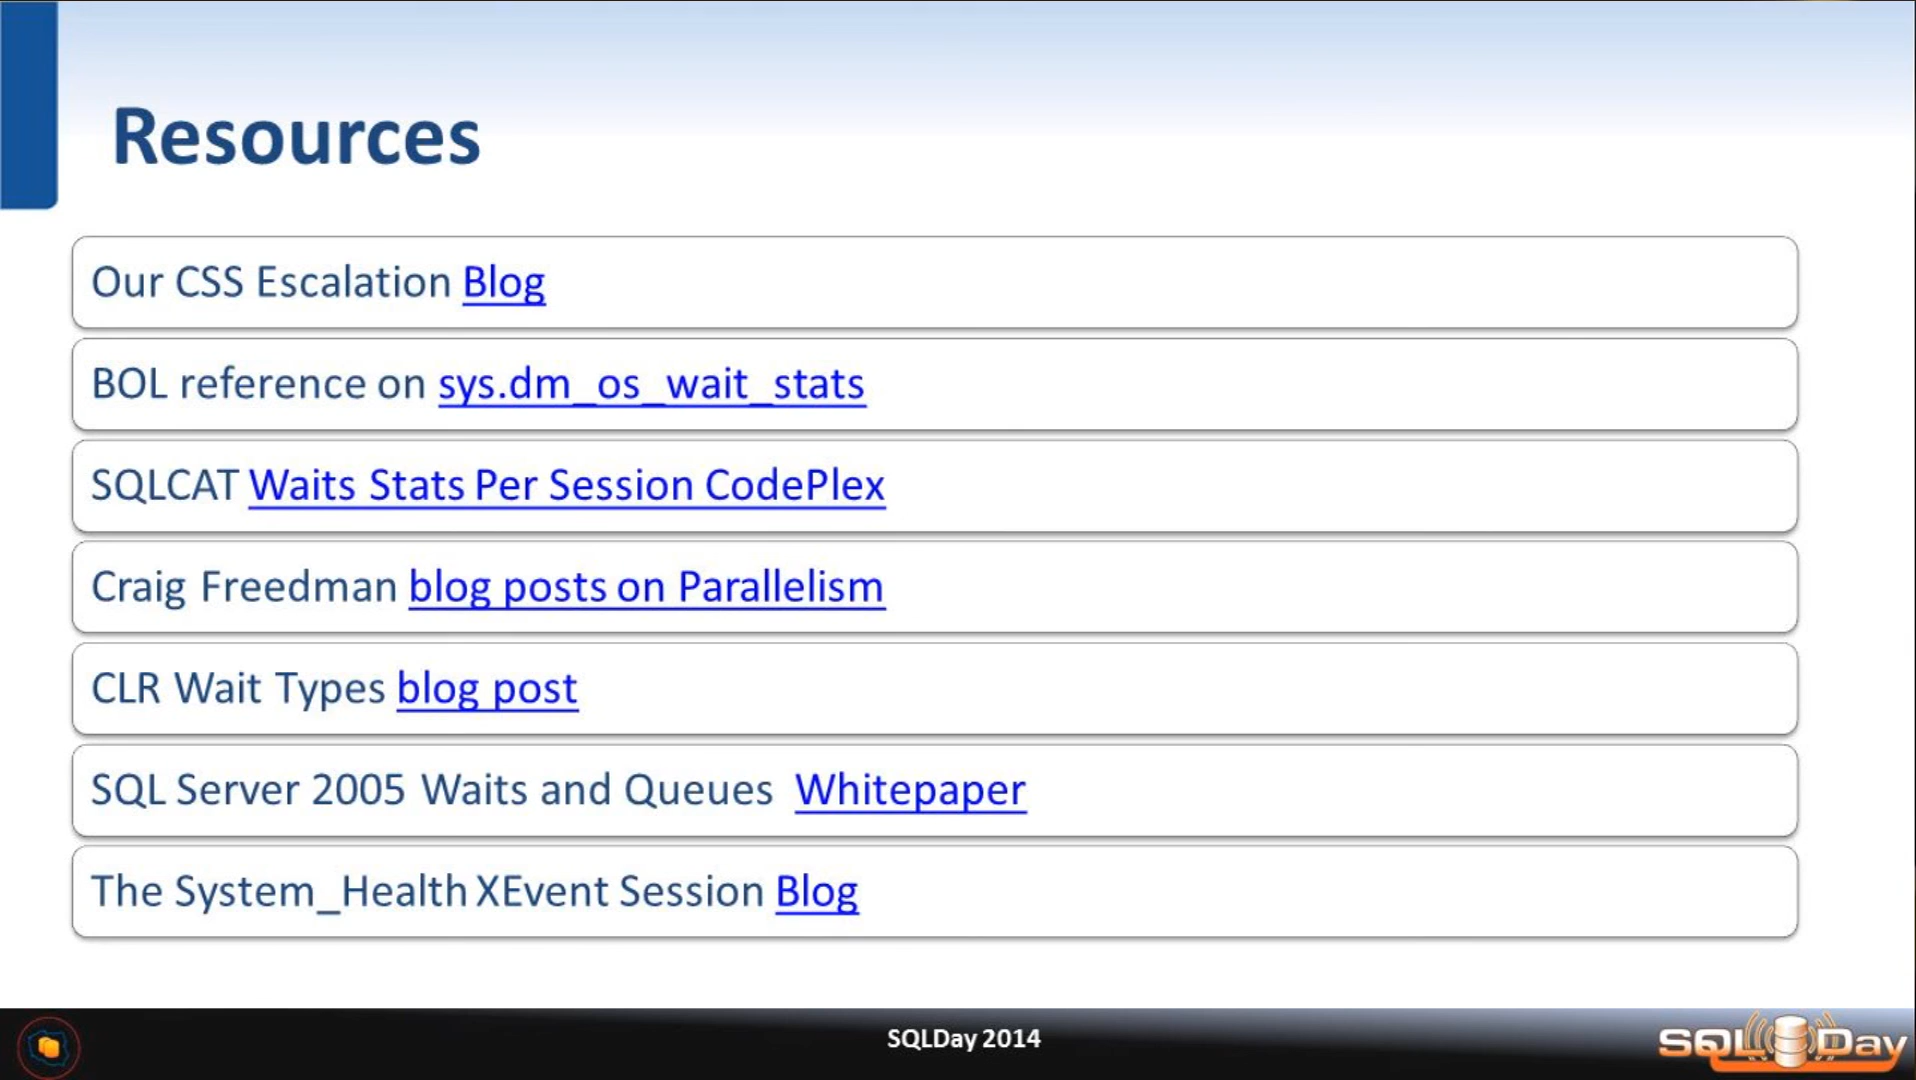 Resources
Our CSS Escalation Blog
BOL reference on sys.dm_os_wait_stats
SQLCAT Waits Stats Per Session CodePlex
Craig Freedman blog posts on Parallelism
CLR Wait Types blog post
SQL Server 2005 Waits and Queues Whitepaper
The System_Health XEvent Session Blog
SQLDay 2014
SQL Day